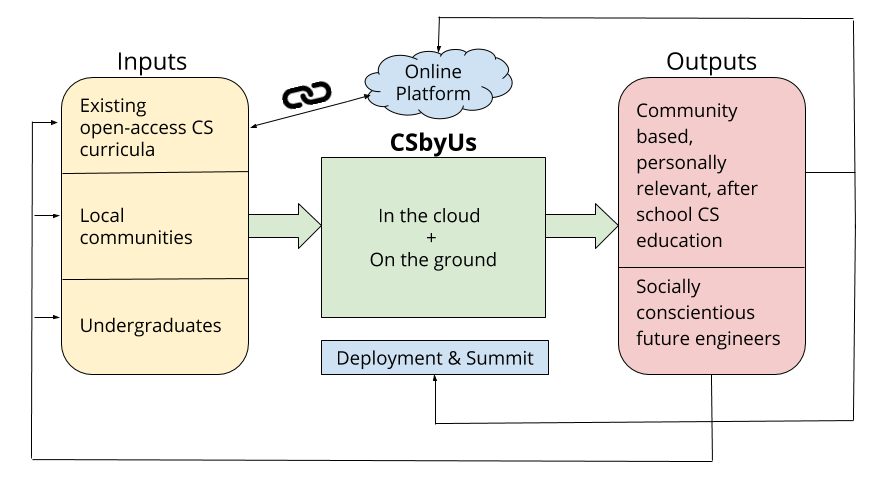 Inputs
Existing
open-access CS
curricula
Local
communities
Undergraduates
Online
Platform
CSbyUs
In the cloud
+
On the ground
Deployment & Summit
Outputs
Community
based,
personally
relevant, after
school CS
education
Socially
conscientious
future engineers